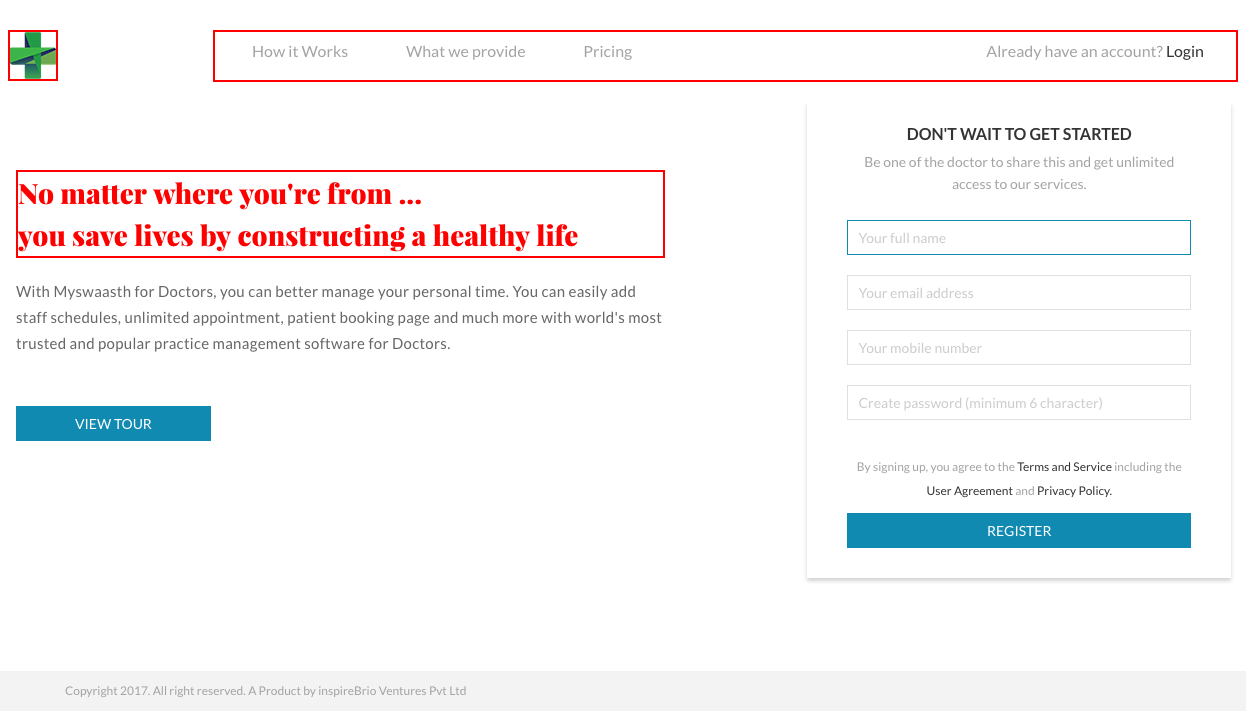 How it Works What we provide Pricing Already have an account? Login
No matter where you're from ...
you save lives by constructing a healthy life
With Myswaasth for Doctors, you can better manage your personal time. You can easily add
staff schedules, unlimited appointment, patient booking page and much more with world's most
trusted and popular practice management software for Doctors.
VIEW TOUR
DON'T WAIT TO GET STARTED
Be one of the doctor to share this and get unlimited
access to our services.
Your full name
Your email address
Your mobile number
Create password (minimum 6 character)
By signing up, you agree to the Terms and Service including the
User Agreement and Privacy Policy.
REGISTER
Copyright 2017. All right reserved. A Product by inspireBrio Ventures Pvt Ltd